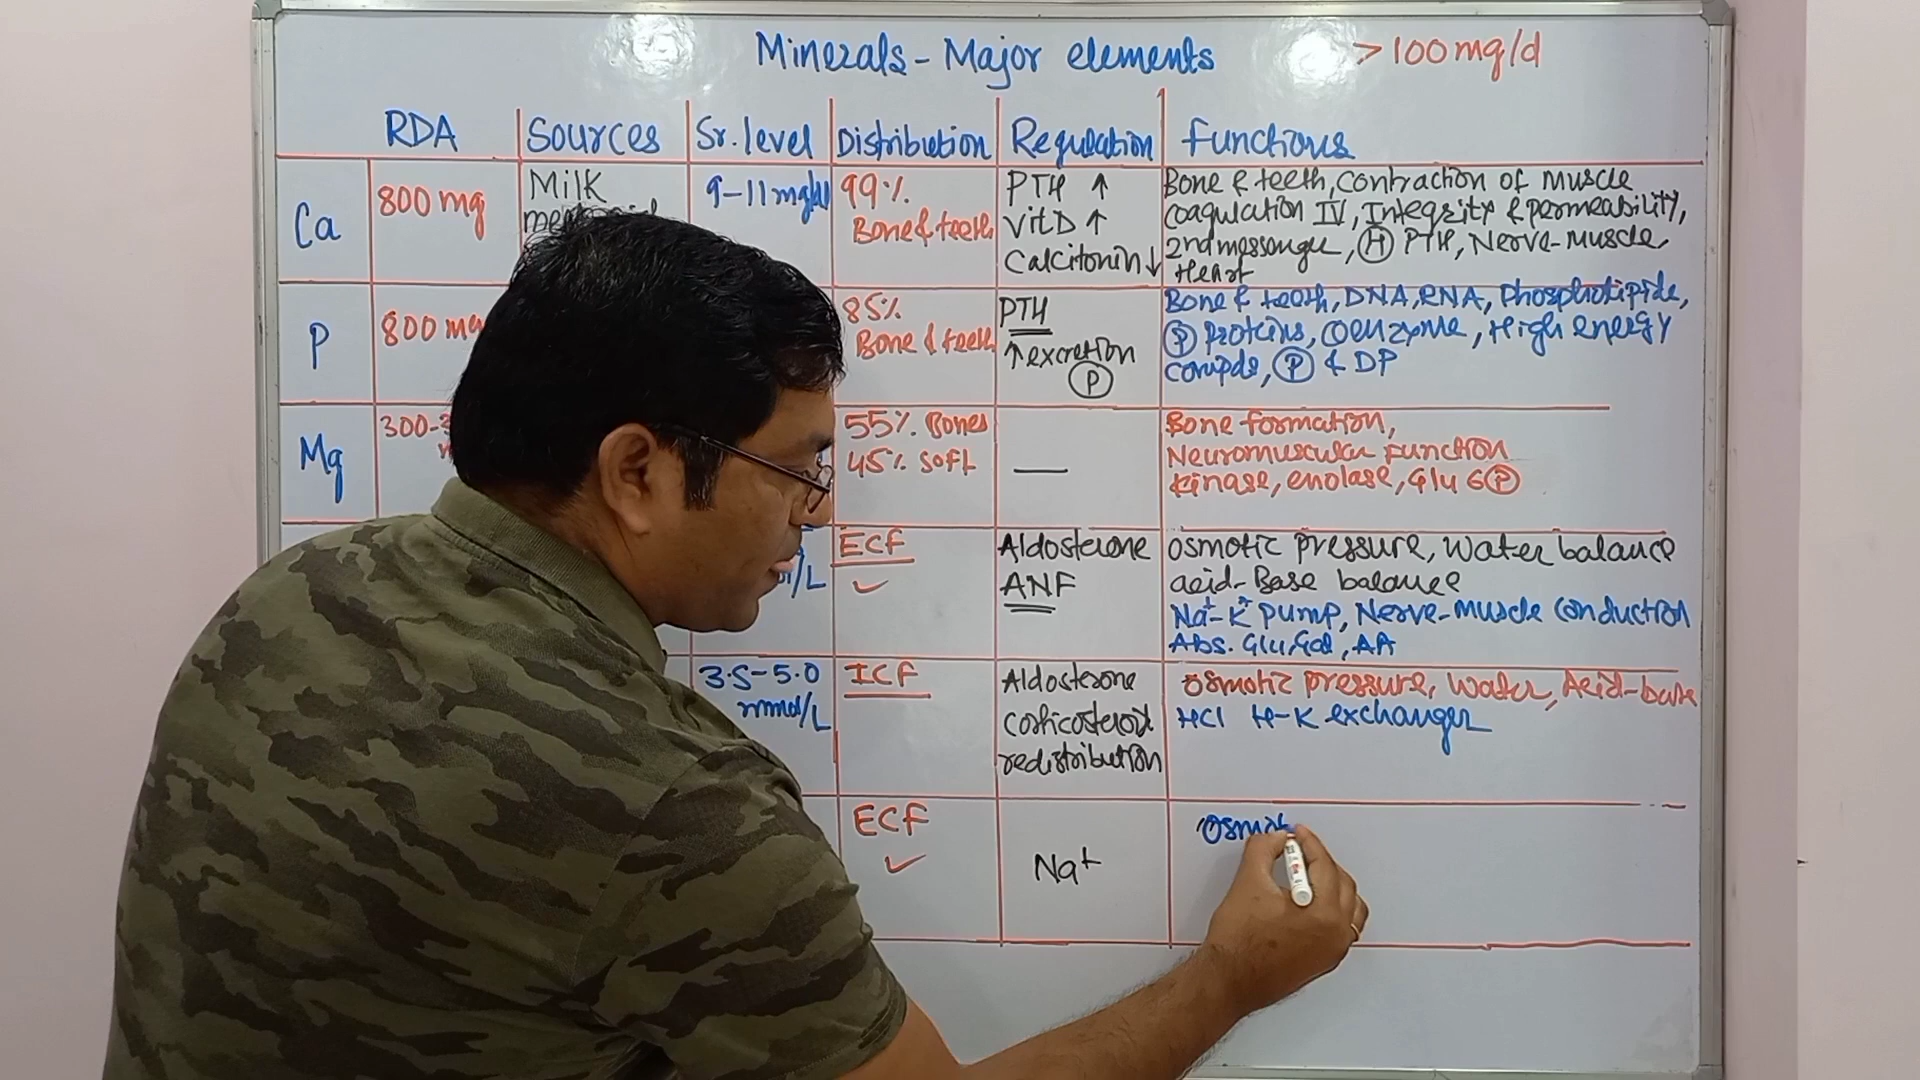 Minerals - Major elements
> 100 mg/d
RDA
Sources
Sr. level
Distribution
Regulation
Functions
Ca
800 mg
Milk
9-11 mg/dl
99%
Bone & teeth
PTH ↑
Vit D ↑
Calcitonin ↓
Bone & teeth, Contraction of Muscle
Coagulation IV, Integrity & permeability,
2nd messenger, (H) PTH, Nerve-Muscle
Heart
P
800 mg
85%
Bone & teeth
PTH
↑ excretion
(P)
Bone & teeth, DNA, RNA, Phospholipids,
(P) Proteins, Coenzyme, High energy
compds, (P) & DP
Mg
300-
55% Bones
45% Soft
—
Bone formation,
Neuromuscular Function
Kinase, enolase, Glu 6 (P)
/L
ECF
✓
Aldosterone
ANF
Osmotic pressure, Water balance
acid-Base balance
Na+-K+ pump, Nerve-Muscle Conduction
Abs. Glu, Gal, AA
3.5-5.0
mmol/L
ICF
Aldosterone
Corticosteroid
redistribution
Osmotic pressure, Water, Acid-base
HCl H-K exchanger
ECF
✓
Na+
Osmot